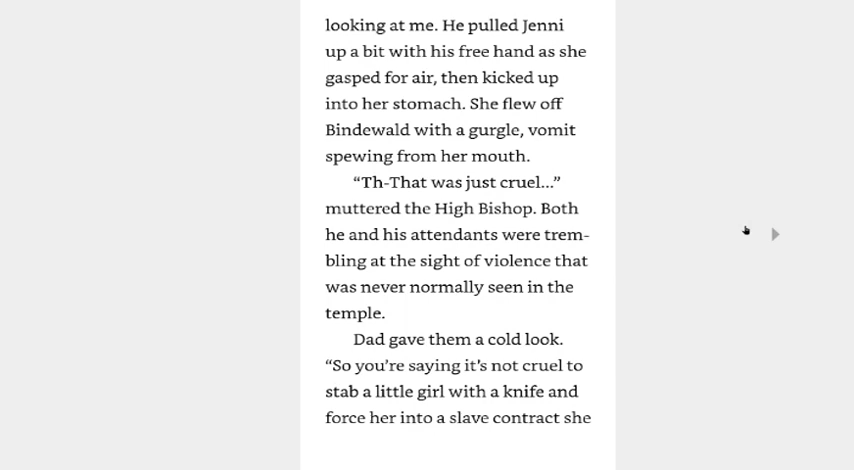 looking at me. He pulled Jenni
up a bit with his free hand as she
gasped for air, then kicked up
into her stomach. She flew off
Bindewald with a gurgle, vomit
spewing from her mouth.
“Th-That was just cruel...”
muttered the High Bishop. Both
he and his attendants were trem-
bling at the sight of violence that
was never normally seen in the
temple.
Dad gave them a cold look.
“So you’re saying it’s not cruel to
stab a little girl with a knife and
force her into a slave contract she